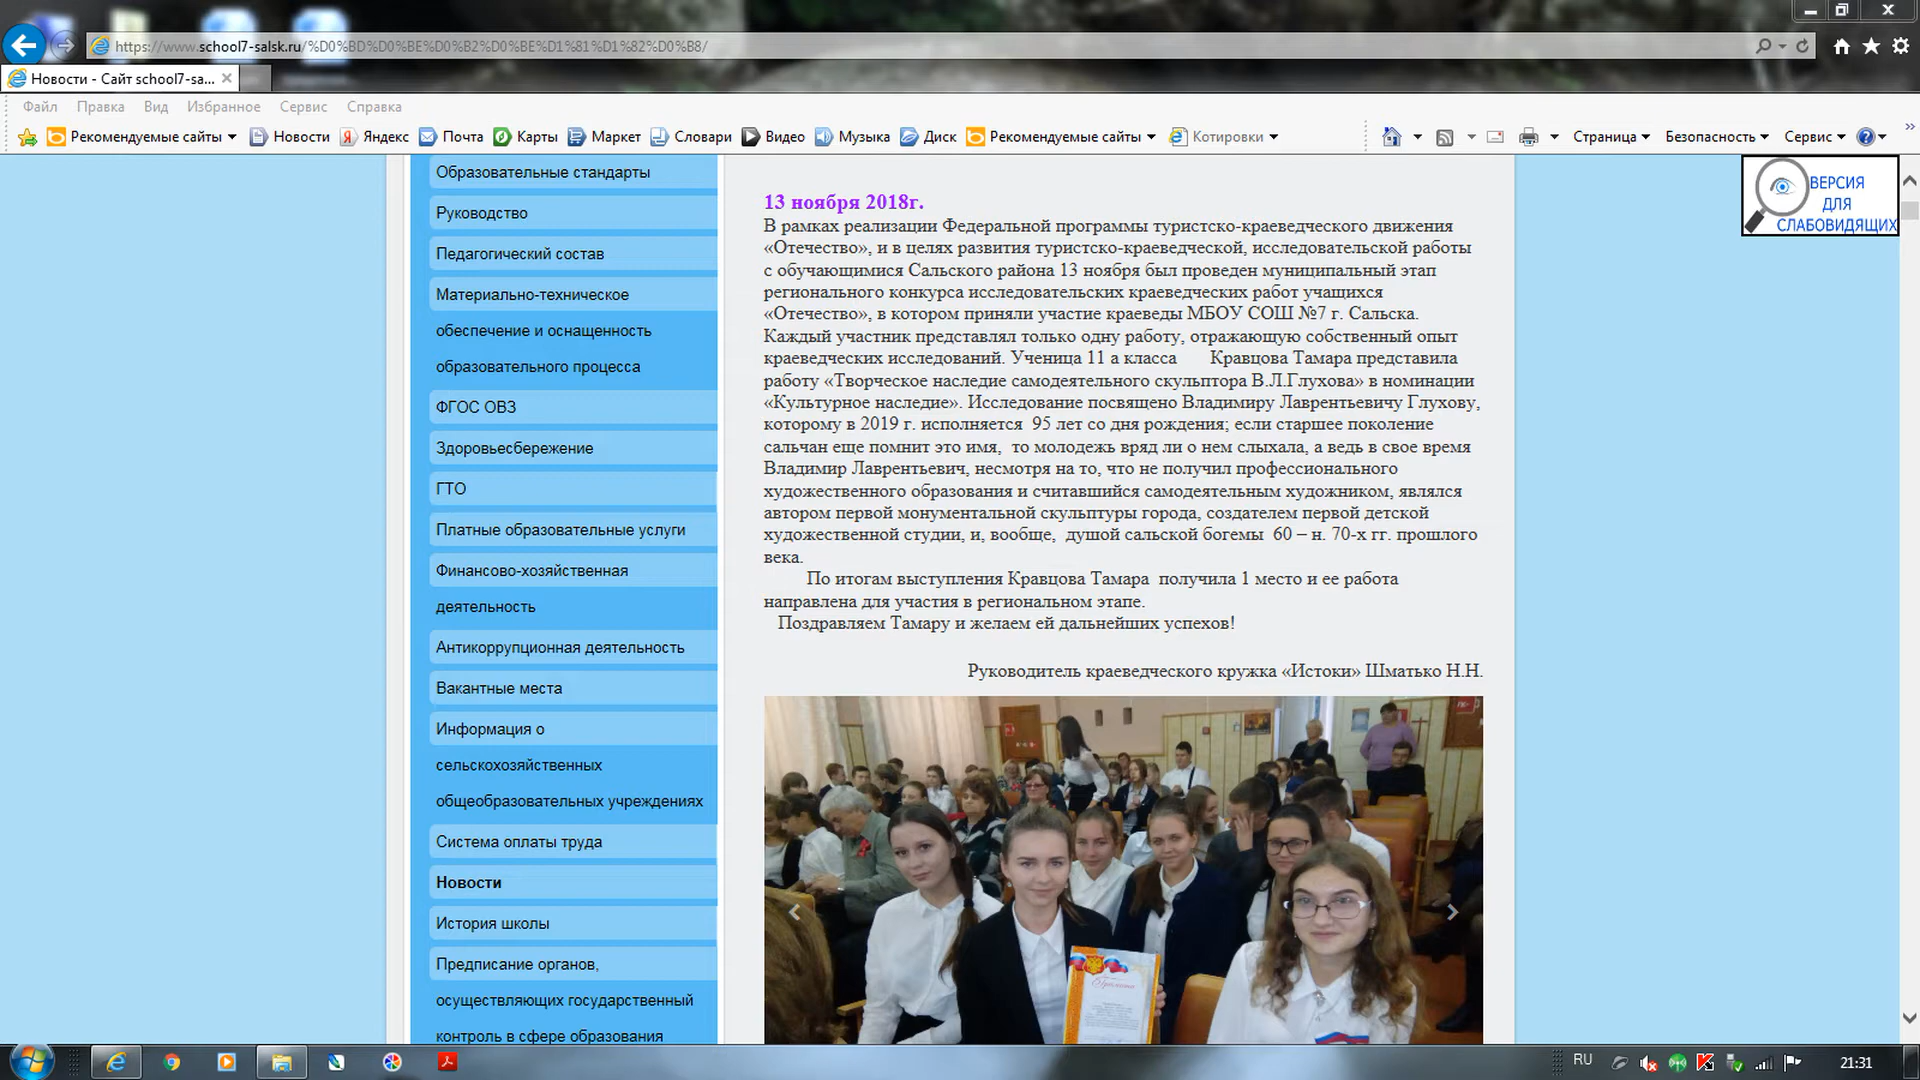 https://www.school7-salsk.ru/%D0%BD%D0%BE%D0%B2%D0%BE%D1%81%D1%82%D0%B8/
Новости - Сайт school7-sa...
Файл Правка Вид Избранное Сервис Справка
Рекомендуемые сайты Новости Яндекс Почта Карты Маркет Словари Видео Музыка Диск Рекомендуемые сайты Котировки Страница Безопасность Сервис
Образовательные стандарты
Руководство
Педагогический состав
Материально-техническое
обеспечение и оснащенность
образовательного процесса
ФГОС ОВЗ
Здоровьесбережение
ГТО
Платные образовательные услуги
Финансово-хозяйственная
деятельность
Антикоррупционная деятельность
Вакантные места
Информация о
сельскохозяйственных
общеобразовательных учреждениях
Система оплаты труда
Новости
История школы
Предписание органов,
осуществляющих государственный
контроль в сфере образования
13 ноября 2018г.
В рамках реализации Федеральной программы туристско-краеведческого движения
«Отечество», и в целях развития туристско-краеведческой, исследовательской работы
с обучающимися Сальского района 13 ноября был проведен муниципальный этап
регионального конкурса исследовательских краеведческих работ учащихся
«Отечество», в котором приняли участие краеведы МБОУ СОШ №7 г. Сальска.
Каждый участник представлял только одну работу, отражающую собственный опыт
краеведческих исследований. Ученица 11 а класса Кравцова Тамара представила
работу «Творческое наследие самодеятельного скульптора В.Л.Глухова» в номинации
«Культурное наследие». Исследование посвящено Владимиру Лаврентьевичу Глухову,
которому в 2019 г. исполняется 95 лет со дня рождения; если старшее поколение
сальчан еще помнит это имя, то молодежь вряд ли о нем слыхала, а ведь в свое время
Владимир Лаврентьевич, несмотря на то, что не получил профессионального
художественного образования и считавшийся самодеятельным художником, являлся
автором первой монументальной скульптуры города, создателем первой детской
художественной студии, и, вообще, душой сальской богемы 60 – н. 70-х гг. прошлого
века.
По итогам выступления Кравцова Тамара получила 1 место и ее работа
направлена для участия в региональном этапе.
Поздравляем Тамару и желаем ей дальнейших успехов!
Руководитель краеведческого кружка «Истоки» Шматько Н.Н.
Грамота
ВЕРСИЯ
ДЛЯ
СЛАБОВИДЯЩИХ
RU
21:31